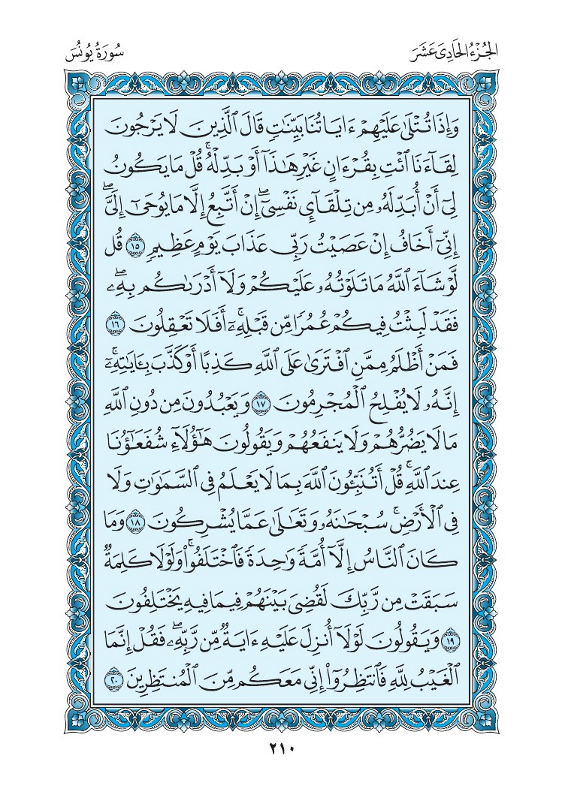 الجُزْءُ الحَادِىَ عَشَرَ
سُورَةُ يُونُسَ
وَإِذَا تُتْلَىٰ عَلَيْهِمْ ءَايَاتُنَا بَيِّنَٰتٍ قَالَ ٱلَّذِينَ لَا يَرْجُونَ
لِقَآءَنَا ٱئْتِ بِقُرْءَانٍ غَيْرِ هَٰذَآ أَوْ بَدِّلْهُۚ قُلْ مَا يَكُونُ
لِىٓ أَنْ أُبَدِّلَهُۥ مِن تِلْقَآيِٕ نَفْسِىٓۖ إِنْ أَتَّبِعُ إِلَّا مَا يُوحَىٰٓ إِلَىَّۖ
إِنِّىٓ أَخَافُ إِنْ عَصَيْتُ رَبِّى عَذَابَ يَوْمٍ عَظِيمٍ ١٥ قُل
لَّوْ شَآءَ ٱللَّهُ مَا تَلَوْتُهُۥ عَلَيْكُمْ وَلَآ أَدْرَىٰكُم بِهِۦۖ
فَقَدْ لَبِثْتُ فِيكُمْ عُمُرًا مِّن قَبْلِهِۦٓۚ أَفَلَا تَعْقِلُونَ ١٦
فَمَنْ أَظْلَمُ مِمَّنِ ٱفْتَرَىٰ عَلَى ٱللَّهِ كَذِبًا أَوْ كَذَّبَ بِـَٔايَٰتِهِۦٓۚ
إِنَّهُۥ لَا يُفْلِحُ ٱلْمُجْرِمُونَ ١٧ وَيَعْبُدُونَ مِن دُونِ ٱللَّهِ
مَا لَا يَضُرُّهُمْ وَلَا يَنفَعُهُمْ وَيَقُولُونَ هَٰٓؤُلَآءِ شُفَعَٰٓؤُنَا
عِندَ ٱللَّهِۚ قُلْ أَتُنَبِّـُٔونَ ٱللَّهَ بِمَا لَا يَعْلَمُ فِى ٱلسَّمَٰوَٰتِ وَلَا
فِى ٱلْأَرْضِۚ سُبْحَٰنَهُۥ وَتَعَٰلَىٰ عَمَّا يُشْرِكُونَ ١٨ وَمَا
كَانَ ٱلنَّاسُ إِلَّآ أُمَّةً وَٰحِدَةً فَٱخْتَلَفُوا۟ۚ وَلَوْلَا كَلِمَةٌ
سَبَقَتْ مِن رَّبِّكَ لَقُضِىَ بَيْنَهُمْ فِيمَا فِيهِ يَخْتَلِفُونَ
١٩ وَيَقُولُونَ لَوْلَآ أُنزِلَ عَلَيْهِ ءَايَةٌ مِّن رَّبِّهِۦۖ فَقُلْ إِنَّمَا
ٱلْغَيْبُ لِلَّهِ فَٱنتَظِرُوٓا۟ إِنِّى مَعَكُم مِّنَ ٱلْمُنتَظِرِينَ ٢٠
٢١٠